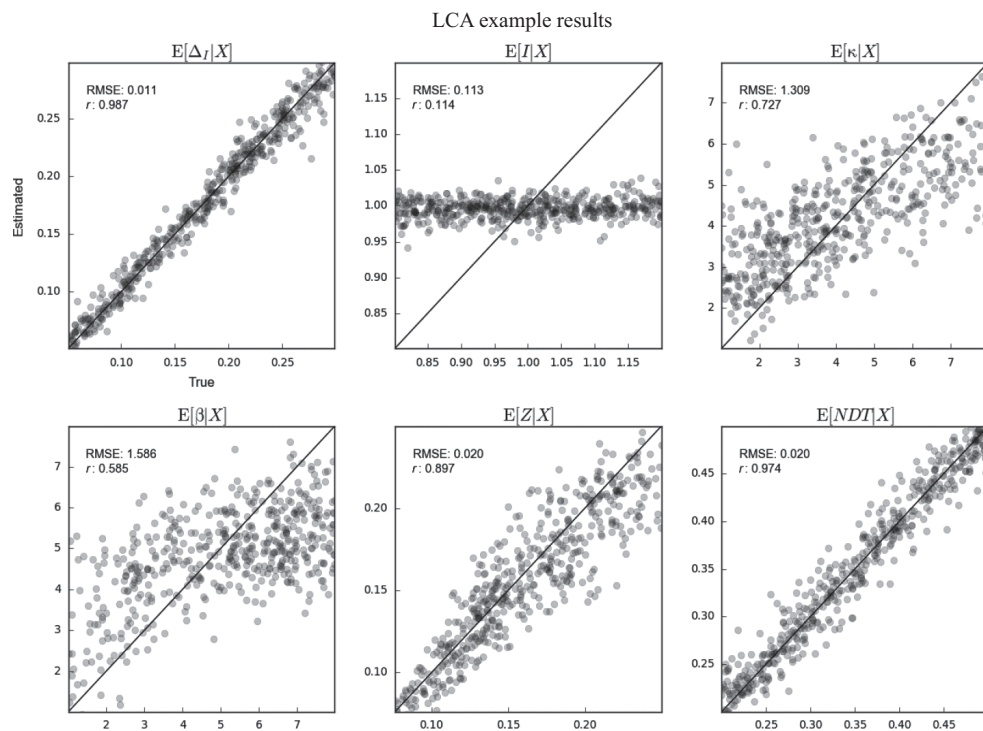 LCA example results
E[Δ_I|X]
RMSE: 0.011
r: 0.987
0.25
0.20
0.15
0.10
Estimated
0.10 0.15 0.20 0.25
True
E[I|X]
RMSE: 0.113
r: 0.114
1.15
1.10
1.05
1.00
0.95
0.90
0.85
0.85 0.90 0.95 1.00 1.05 1.10 1.15
E[κ|X]
RMSE: 1.309
r: 0.727
7
6
5
4
3
2
2 3 4 5 6 7
E[β|X]
RMSE: 1.586
r: 0.585
7
6
5
4
3
2
2 3 4 5 6 7
E[Z|X]
RMSE: 0.020
r: 0.897
0.20
0.15
0.10
0.10 0.15 0.20
E[NDT|X]
RMSE: 0.020
r: 0.974
0.45
0.40
0.35
0.30
0.25
0.25 0.30 0.35 0.40 0.45